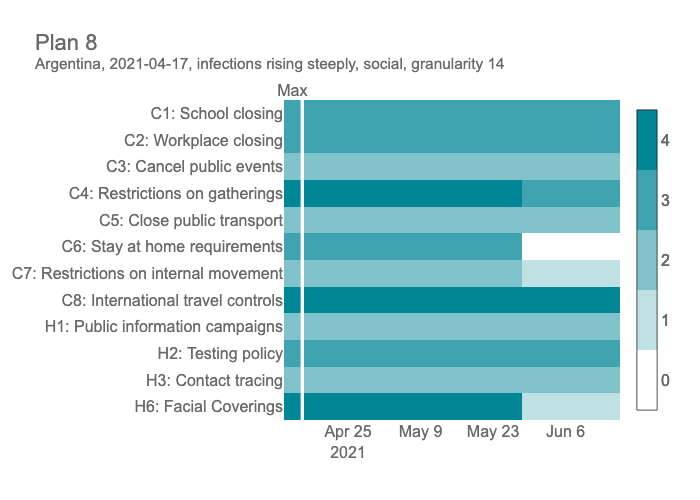 Plan 8
Argentina, 2021-04-17, infections rising steeply, social, granularity 14
Max
C1: School closing
C2: Workplace closing
C3: Cancel public events
C4: Restrictions on gatherings
C5: Close public transport
C6: Stay at home requirements
C7: Restrictions on internal movement
C8: International travel controls
H1: Public information campaigns
H2: Testing policy
H3: Contact tracing
H6: Facial Coverings
Apr 25 May 9 May 23 Jun 6
2021
4
3
2
1
0